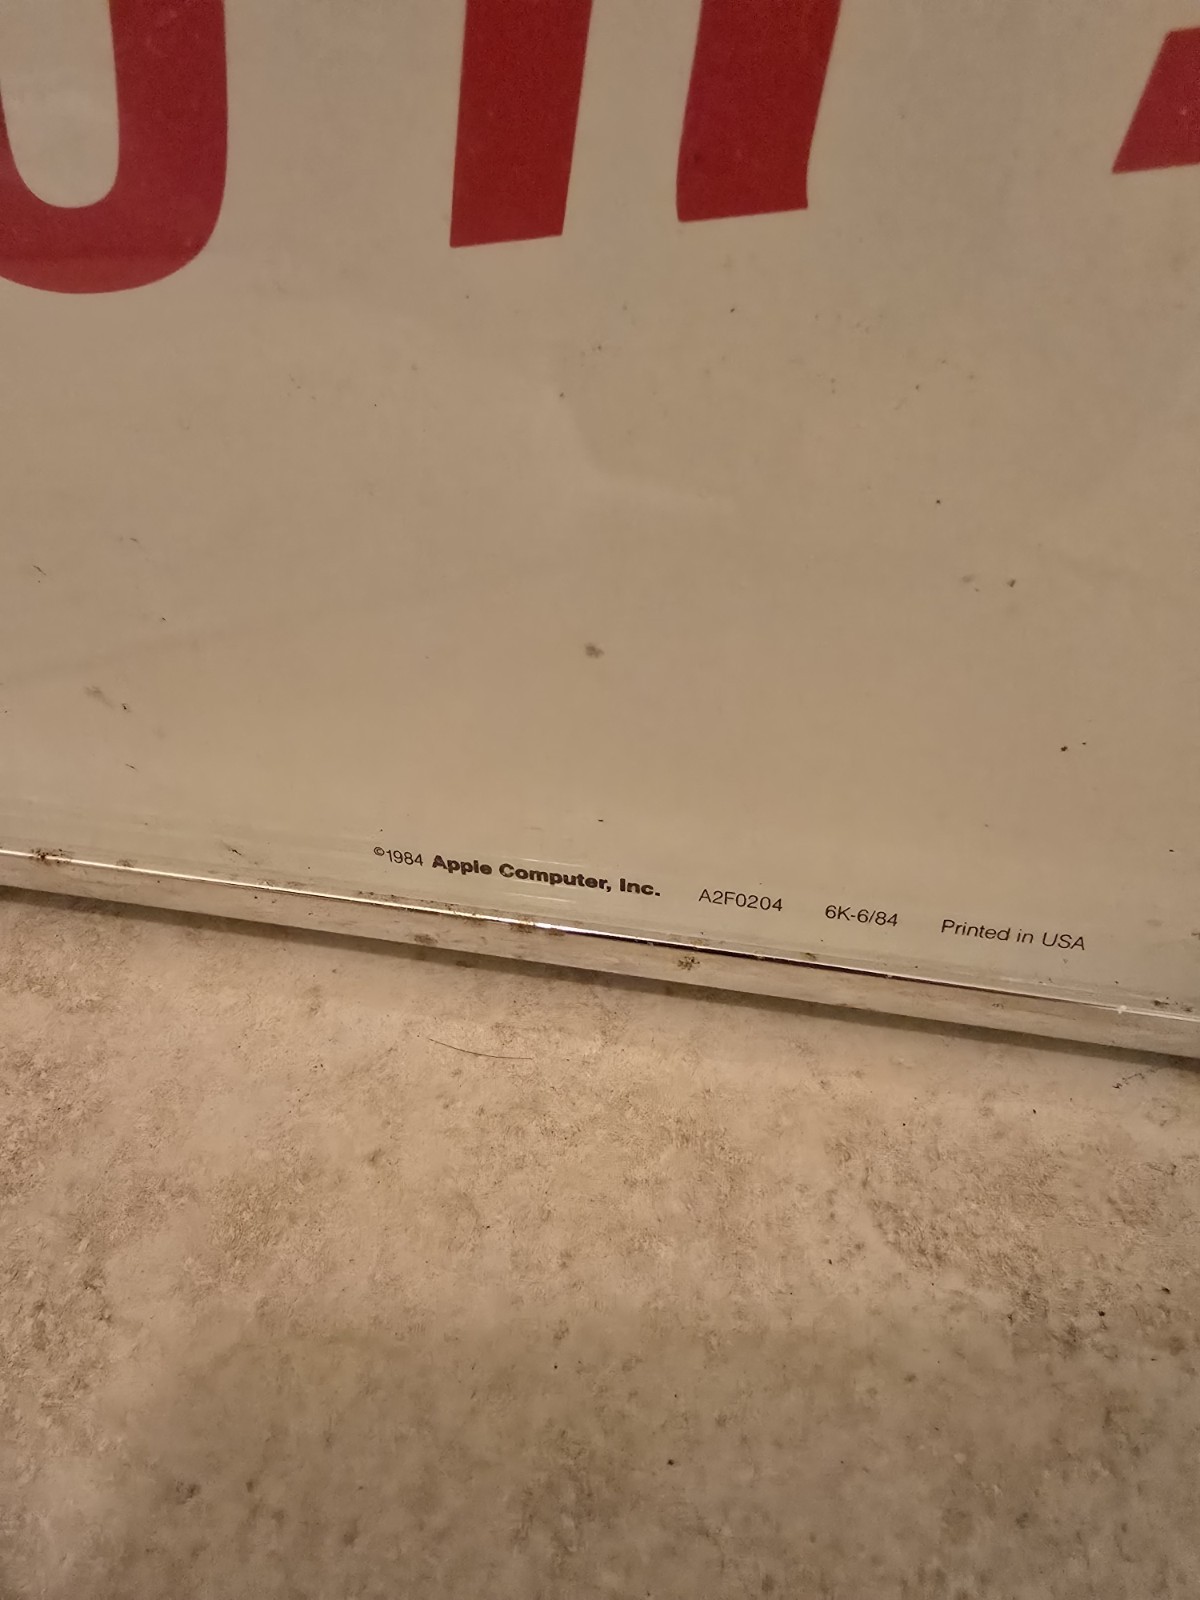 ©1984 Apple Computer, Inc. A2F0204 6K-6/84 Printed in USA